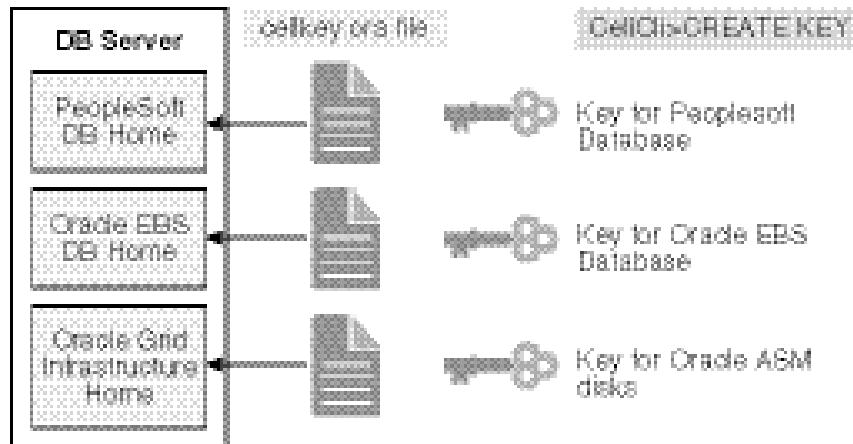 DB Server
cellkey.ora file
CellCli>CREATE KEY
PeopleSoft
DB Home
Key for Peoplesoft
Database
Oracle EBS
DB Home
Key for Oracle EBS
Database
Oracle Grid
Infrastructure
Home
Key for Oracle ASM
disks